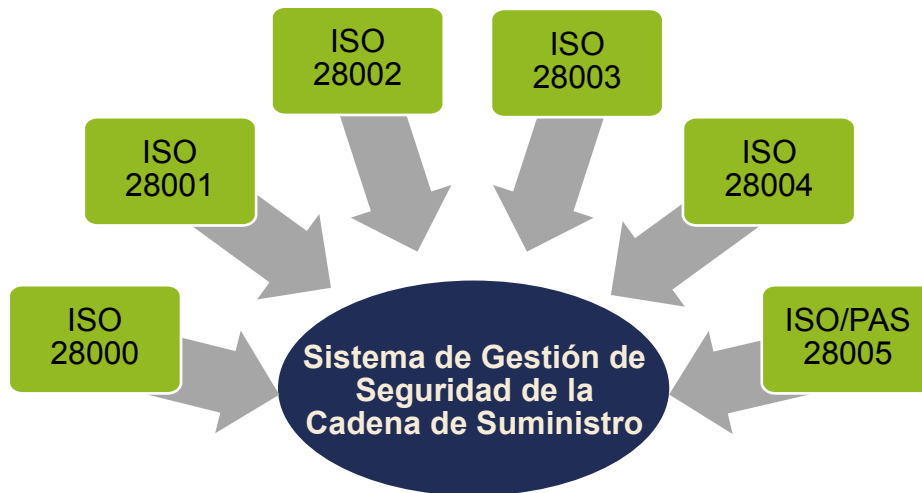 ISO
28000
ISO
28001
ISO
28002
ISO
28003
ISO
28004
ISO/PAS
28005
Sistema de Gestión de
Seguridad de la
Cadena de Suministro